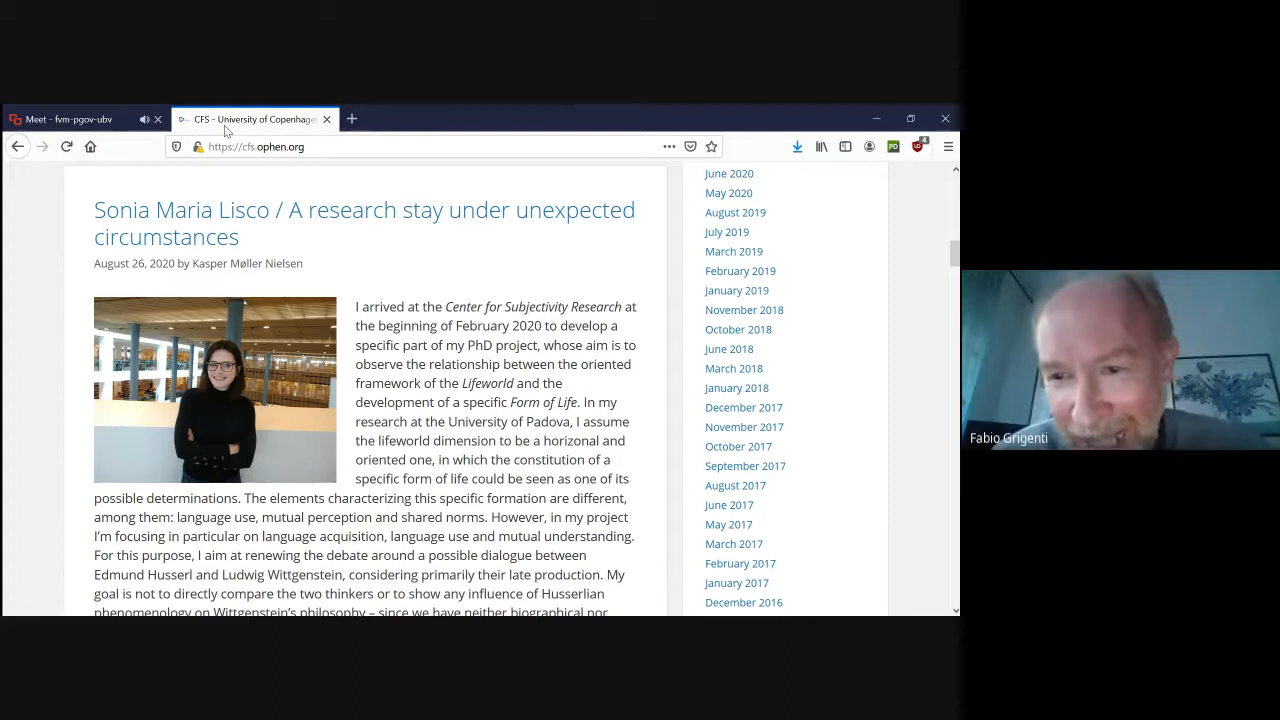 Meet - fvm-pgov-ubv
CFS - University of Copenhage
https://cfs.ophen.org
4
Sonia Maria Lisco / A research stay under unexpected
circumstances
August 26, 2020 by Kasper Møller Nielsen
I arrived at the Center for Subjectivity Research at
the beginning of February 2020 to develop a
specific part of my PhD project, whose aim is to
observe the relationship between the oriented
framework of the Lifeworld and the
development of a specific Form of Life. In my
research at the University of Padova, I assume
the lifeworld dimension to be a horizonal and
oriented one, in which the constitution of a
specific form of life could be seen as one of its
possible determinations. The elements characterizing this specific formation are different,
among them: language use, mutual perception and shared norms. However, in my project
I'm focusing in particular on language acquisition, language use and mutual understanding.
For this purpose, I aim at renewing the debate around a possible dialogue between
Edmund Husserl and Ludwig Wittgenstein, considering primarily their late production. My
goal is not to directly compare the two thinkers or to show any influence of Husserlian
phenomenology on Wittgenstein's philosophy – since we have neither biographical nor
June 2020
May 2020
August 2019
July 2019
March 2019
February 2019
January 2019
November 2018
October 2018
June 2018
March 2018
January 2018
December 2017
November 2017
October 2017
September 2017
August 2017
June 2017
May 2017
March 2017
February 2017
January 2017
December 2016
Fabio Grigenti